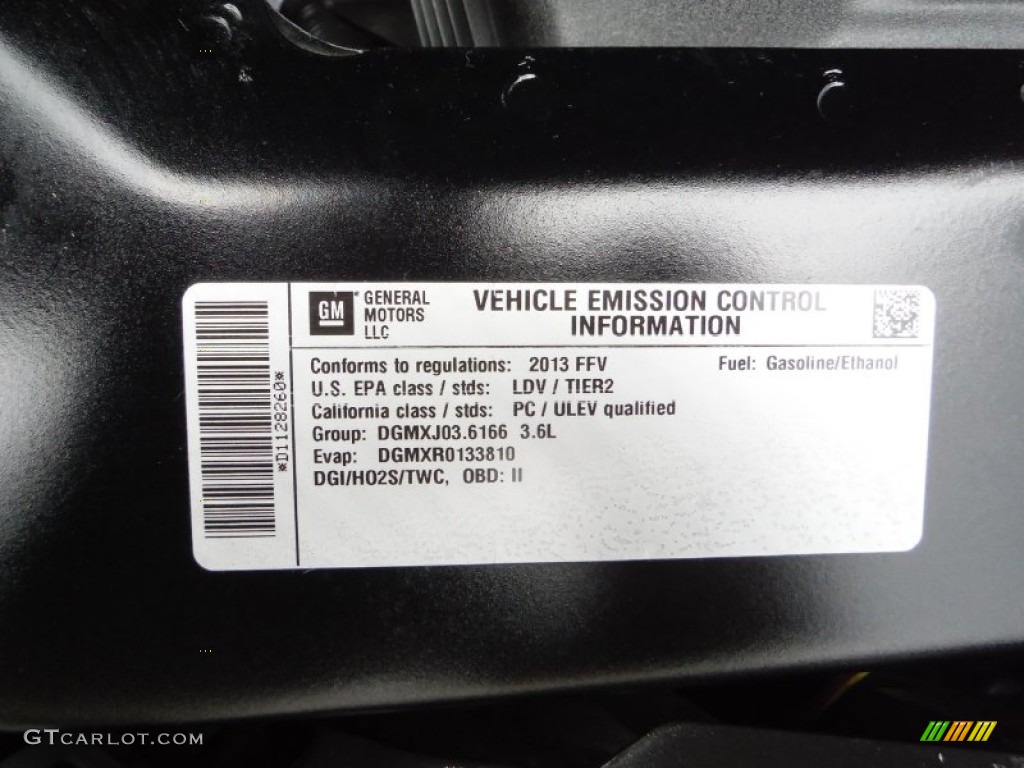 GM
GENERAL
MOTORS
LLC
VEHICLE EMISSION CONTROL
INFORMATION
*D1128260*
Conforms to regulations: 2013 FFV
Fuel: Gasoline/Ethanol
U.S. EPA class / stds: LDV / TIER2
California class / stds: PC / ULEV qualified
Group: DGMXJ03.6166 3.6L
Evap: DGMXR0133810
DGI/HO2S/TWC, OBD: II
GTCARLOT.COM